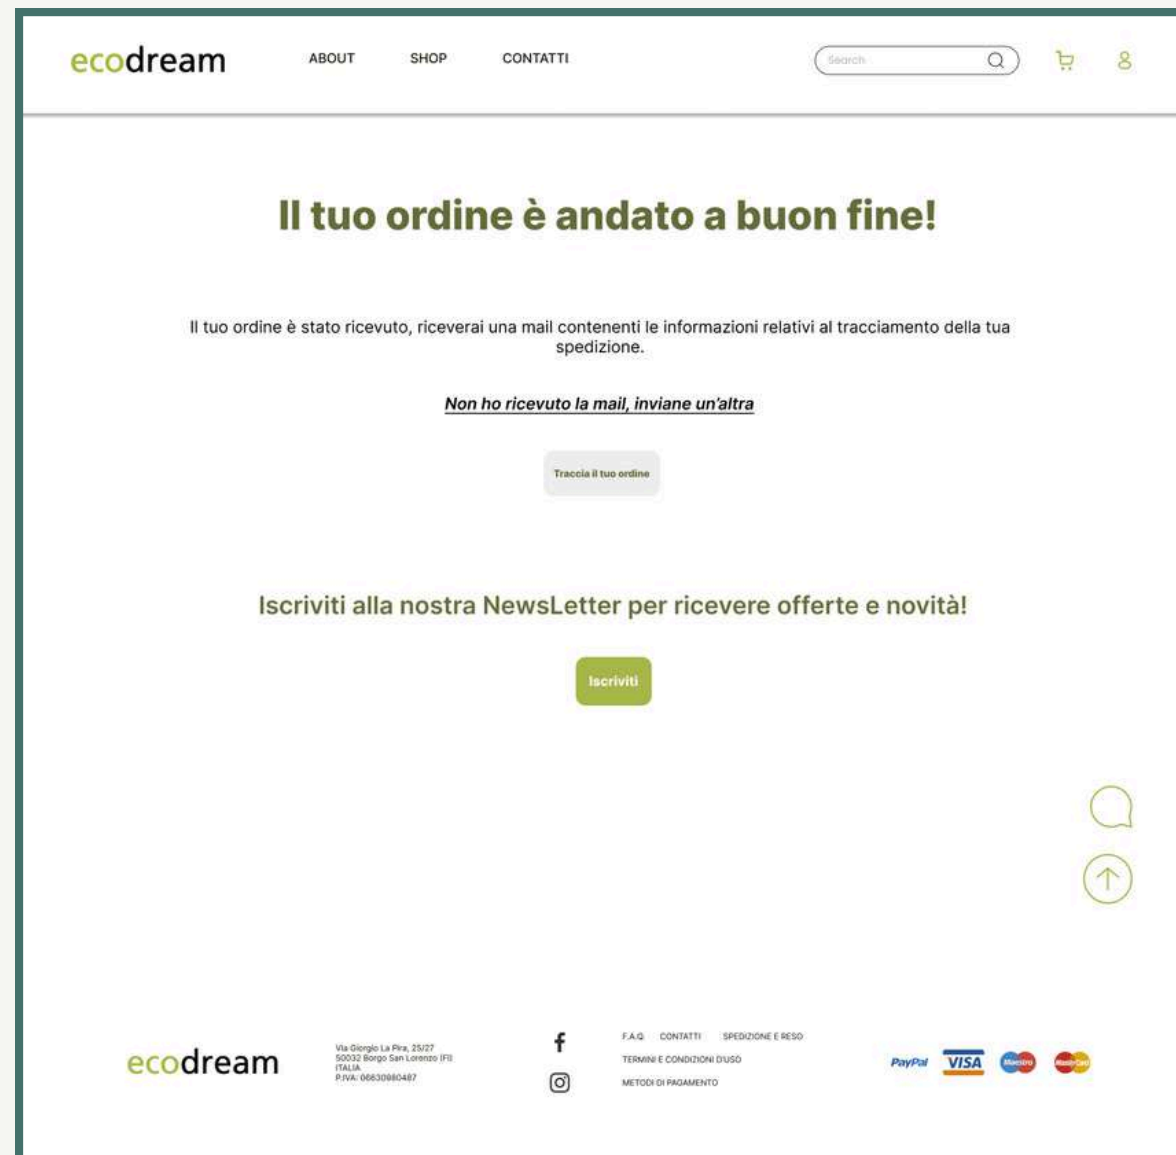 ecodream
ABOUT SHOP CONTATTI
Search
Il tuo ordine è andato a buon fine!
Il tuo ordine è stato ricevuto, riceverai una mail contenenti le informazioni relativi al tracciamento della tua
spedizione.
Non ho ricevuto la mail, inviane un'altra
Traccia il tuo ordine
Iscriviti alla nostra NewsLetter per ricevere offerte e novità!
Iscriviti
ecodream
Via Giorgio La Pira, 25/27
50032 Borgo San Lorenzo (FI)
ITALIA
P.IVA: 06630980487
F.A.Q CONTATTI SPEDIZIONE E RESO
TERMINI E CONDIZIONI D'USO
METODI DI PAGAMENTO
PayPal VISA Maestro MasterCard